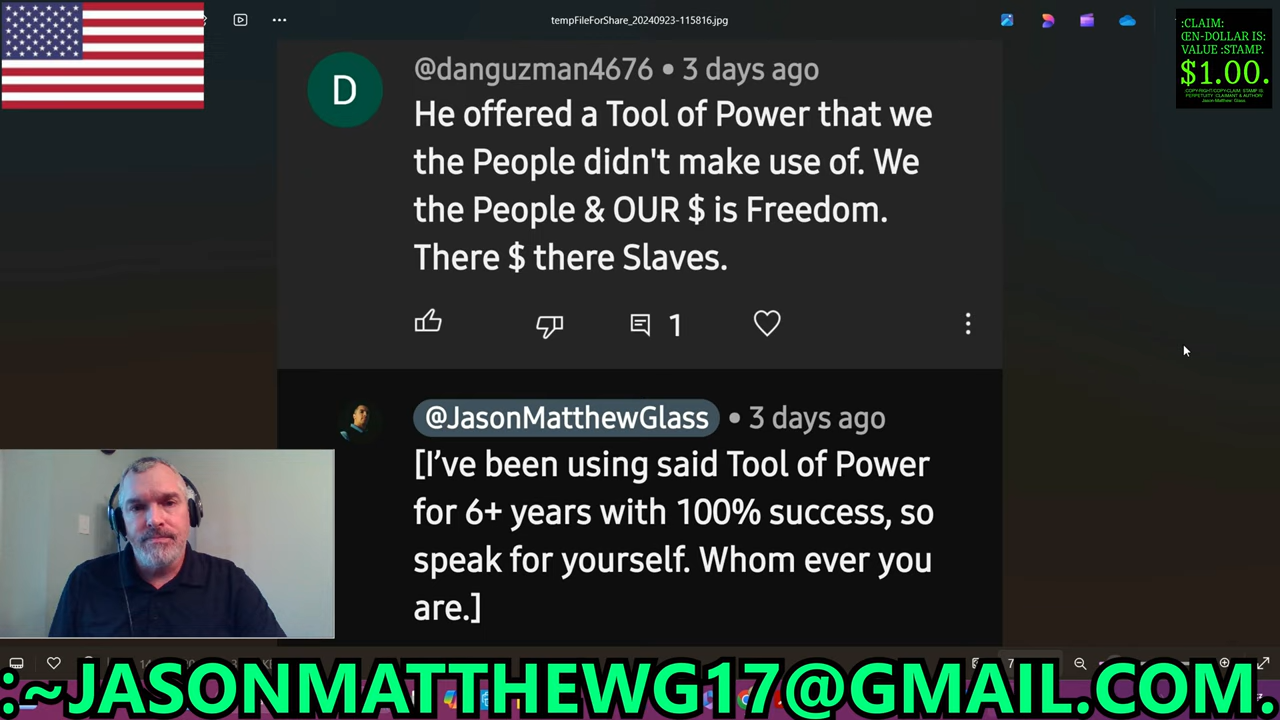 tempFileForShare_20240923-115816.jpg
:CLAIM:
ŒN-DOLLAR IS:
VALUE :STAMP.
$1.00.
D
@danguzman4676 • 3 days ago
He offered a Tool of Power that we
the People didn't make use of. We
the People & OUR $ is Freedom.
There $ there Slaves.
1
@JasonMatthewGlass • 3 days ago
[I’ve been using said Tool of Power
for 6+ years with 100% success, so
speak for yourself. Whom ever you
are.]
:~JASONMATTHEWG17@GMAIL.COM.